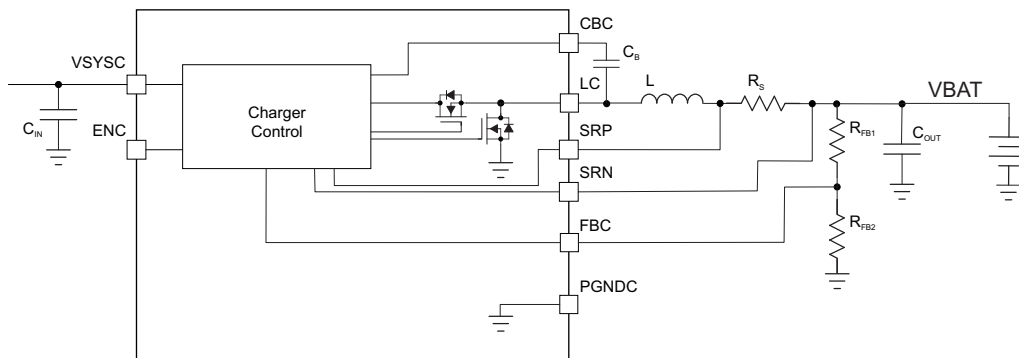 CBC
VSYSC
C_B
LC
L
R_S
VBAT
Charger
Control
C_IN
ENC
SRP
R_FB1
C_OUT
SRN
FBC
R_FB2
PGNDC